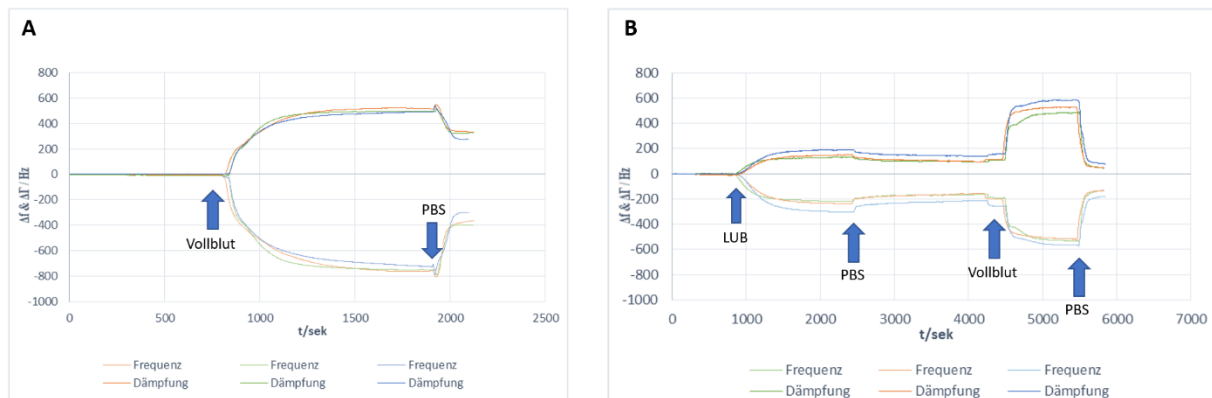 A
800
600
400
200
0
-200
-400
-600
-800
-1000
Δf & ΔΓ / Hz
0
500
1000
1500
2000
2500
t/sek
Vollblut
PBS
Frequenz
Frequenz
Frequenz
Dämpfung
Dämpfung
Dämpfung
B
800
600
400
200
0
-200
-400
-600
-800
-1000
Δf & ΔΓ / Hz
0
1000
2000
3000
4000
5000
6000
7000
t/sek
LUB
PBS
Vollblut
PBS
Frequenz
Frequenz
Frequenz
Dämpfung
Dämpfung
Dämpfung